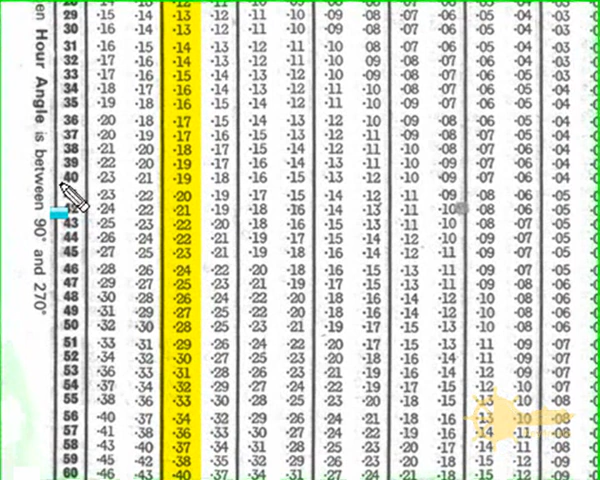 en Hour Angle is between 90° and 270°
29 ·15 ·14 ·13 ·12 ·11 ·10 ·09 ·08 ·07 ·06 ·05 ·04 ·03
30 ·16 ·14 ·13 ·12 ·11 ·10 ·09 ·08 ·07 ·06 ·05 ·04 ·03
31 ·16 ·15 ·14 ·13 ·12 ·11 ·10 ·08 ·07 ·06 ·05 ·04 ·03
32 ·17 ·16 ·14 ·13 ·12 ·11 ·10 ·09 ·08 ·07 ·05 ·04 ·03
33 ·17 ·16 ·15 ·14 ·13 ·12 ·10 ·09 ·08 ·07 ·06 ·05 ·03
34 ·18 ·17 ·16 ·14 ·13 ·12 ·11 ·10 ·08 ·07 ·06 ·05 ·04
35 ·19 ·18 ·16 ·15 ·14 ·12 ·11 ·10 ·09 ·07 ·06 ·05 ·04
36 ·20 ·18 ·17 ·15 ·14 ·13 ·12 ·10 ·09 ·08 ·06 ·05 ·04
37 ·20 ·19 ·17 ·16 ·15 ·13 ·12 ·11 ·09 ·08 ·07 ·05 ·04
38 ·21 ·20 ·18 ·17 ·15 ·14 ·12 ·11 ·10 ·08 ·07 ·05 ·04
39 ·22 ·20 ·19 ·17 ·16 ·14 ·13 ·11 ·10 ·09 ·07 ·06 ·04
40 ·23 ·21 ·19 ·18 ·16 ·15 ·13 ·12 ·10 ·09 ·07 ·06 ·04
·23 ·22 ·20 ·19 ·17 ·15 ·14 ·12 ·11 ·09 ·08 ·06 ·05
·24 ·22 ·21 ·19 ·18 ·16 ·14 ·13 ·11 ·10 ·08 ·06 ·05
43 ·25 ·23 ·22 ·20 ·18 ·16 ·15 ·13 ·11 ·10 ·08 ·07 ·05
44 ·26 ·24 ·22 ·21 ·19 ·17 ·15 ·14 ·12 ·10 ·09 ·07 ·05
45 ·27 ·25 ·23 ·21 ·19 ·18 ·16 ·14 ·12 ·11 ·09 ·07 ·05
46 ·28 ·26 ·24 ·22 ·20 ·18 ·16 ·15 ·13 ·11 ·09 ·07 ·05
47 ·29 ·27 ·25 ·23 ·21 ·19 ·17 ·15 ·13 ·11 ·09 ·08 ·06
48 ·30 ·28 ·26 ·24 ·22 ·20 ·18 ·16 ·14 ·12 ·10 ·08 ·06
49 ·31 ·29 ·27 ·25 ·22 ·20 ·18 ·16 ·14 ·12 ·10 ·08 ·06
50 ·32 ·30 ·28 ·25 ·23 ·21 ·19 ·17 ·15 ·13 ·10 ·08 ·06
51 ·33 ·31 ·29 ·26 ·24 ·22 ·20 ·17 ·15 ·13 ·11 ·09 ·07
52 ·34 ·32 ·30 ·27 ·25 ·23 ·20 ·18 ·16 ·14 ·11 ·09 ·07
53 ·36 ·33 ·31 ·28 ·26 ·23 ·21 ·19 ·16 ·14 ·12 ·09 ·07
54 ·37 ·34 ·32 ·29 ·27 ·24 ·22 ·19 ·17 ·15 ·12 ·10 ·07
55 ·38 ·36 ·33 ·30 ·28 ·25 ·23 ·20 ·18 ·15 ·13 ·10 ·08
56 ·40 ·37 ·34 ·32 ·29 ·26 ·24 ·21 ·18 ·16 ·13 ·10 ·08
57 ·41 ·38 ·36 ·33 ·30 ·27 ·24 ·22 ·19 ·16 ·14 ·11 ·08
58 ·43 ·40 ·37 ·34 ·31 ·28 ·25 ·23 ·20 ·17 ·14 ·11 ·08
59 ·45 ·42 ·38 ·35 ·32 ·29 ·26 ·23 ·20 ·18 ·15 ·12 ·09
60 ·46 ·43 ·40 ·37 ·34 ·31 ·27 ·24 ·21 ·18 ·15 ·12 ·09